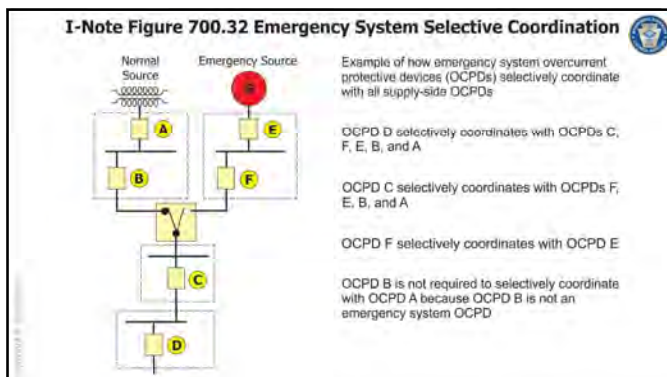 I-Note Figure 700.32 Emergency System Selective Coordination
Normal
Source
Emergency Source
G
A
E
B
F
C
D
Example of how emergency system overcurrent
protective devices (OCPDs) selectively coordinate
with all supply-side OCPDs
OCPD D selectively coordinates with OCPDs C,
F, E, B, and A
OCPD C selectively coordinates with OCPDs F,
E, B, and A
OCPD F selectively coordinates with OCPD E
OCPD B is not required to selectively coordinate
with OCPD A because OCPD B is not an
emergency system OCPD